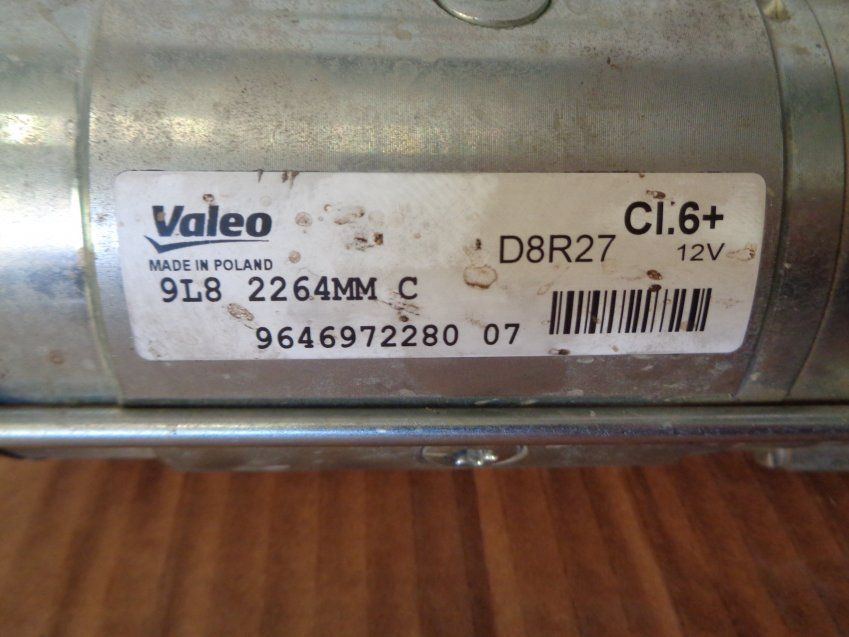 Valeo
MADE IN POLAND
D8R27
Cl.6+
12V
9L8 2264MM C
9646972280 07